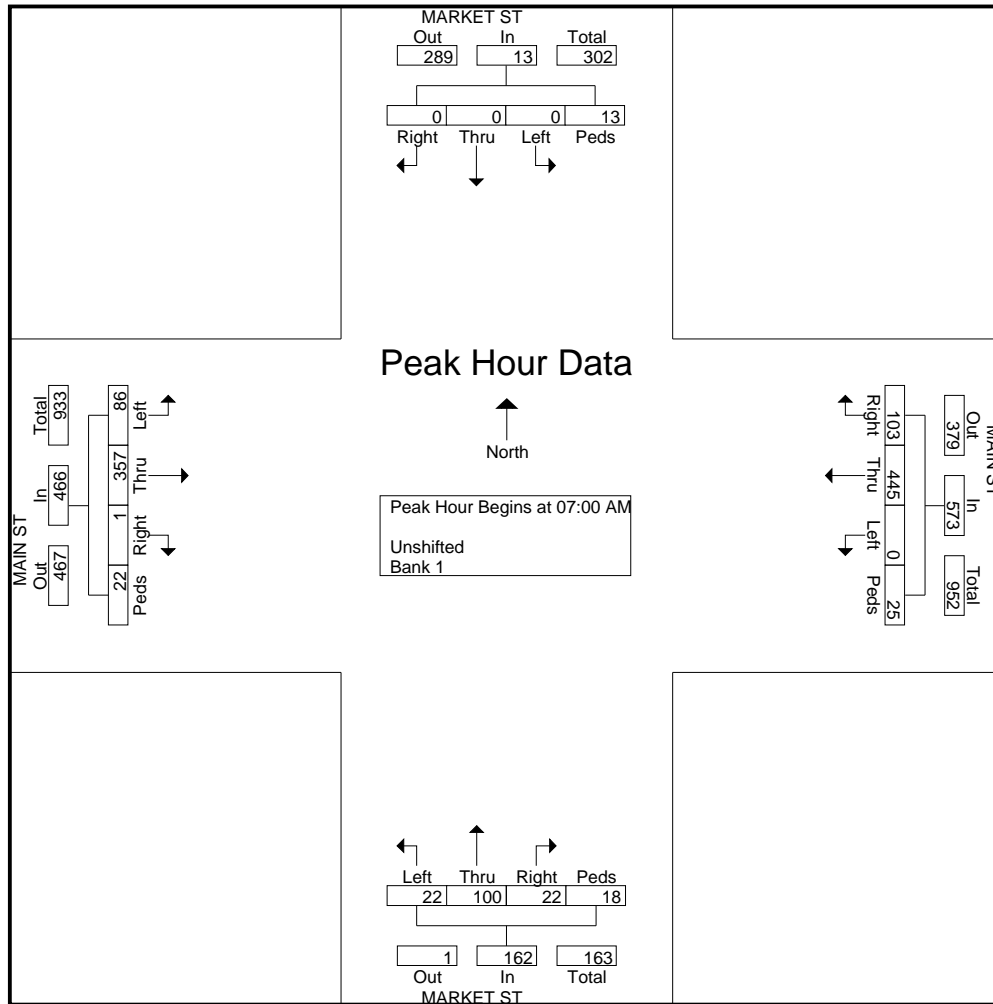 MARKET ST
Out In Total
289 13 302
0 0 0 13
Right Thru Left Peds
Peak Hour Data
North
Peak Hour Begins at 07:00 AM
Unshifted
Bank 1
MAIN ST
Out In Total
467 466 933
86 357 1 22
Left Thru Right Peds
MAIN ST
Out In Total
379 573 952
103 445 0 25
Right Thru Left Peds
Left Thru Right Peds
22 100 22 18
1 162 163
Out In Total
MARKET ST